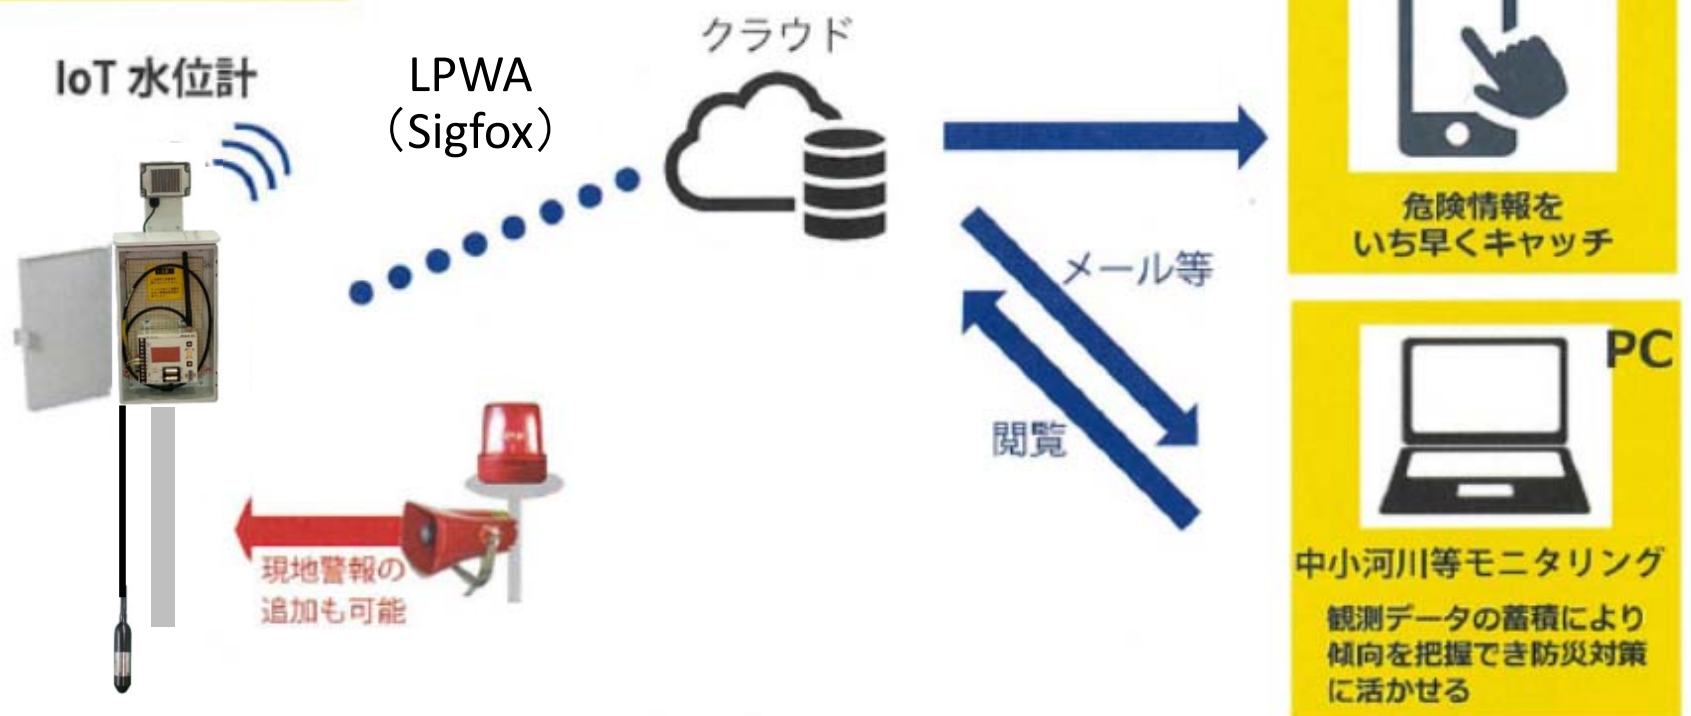 IoT 水位計
LPWA
（Sigfox）
クラウド
危険情報を
いち早くキャッチ
メール等
閲覧
PC
現地警報の
追加も可能
中小河川等モニタリング
観測データの蓄積により
傾向を把握でき防災対策
に活かせる